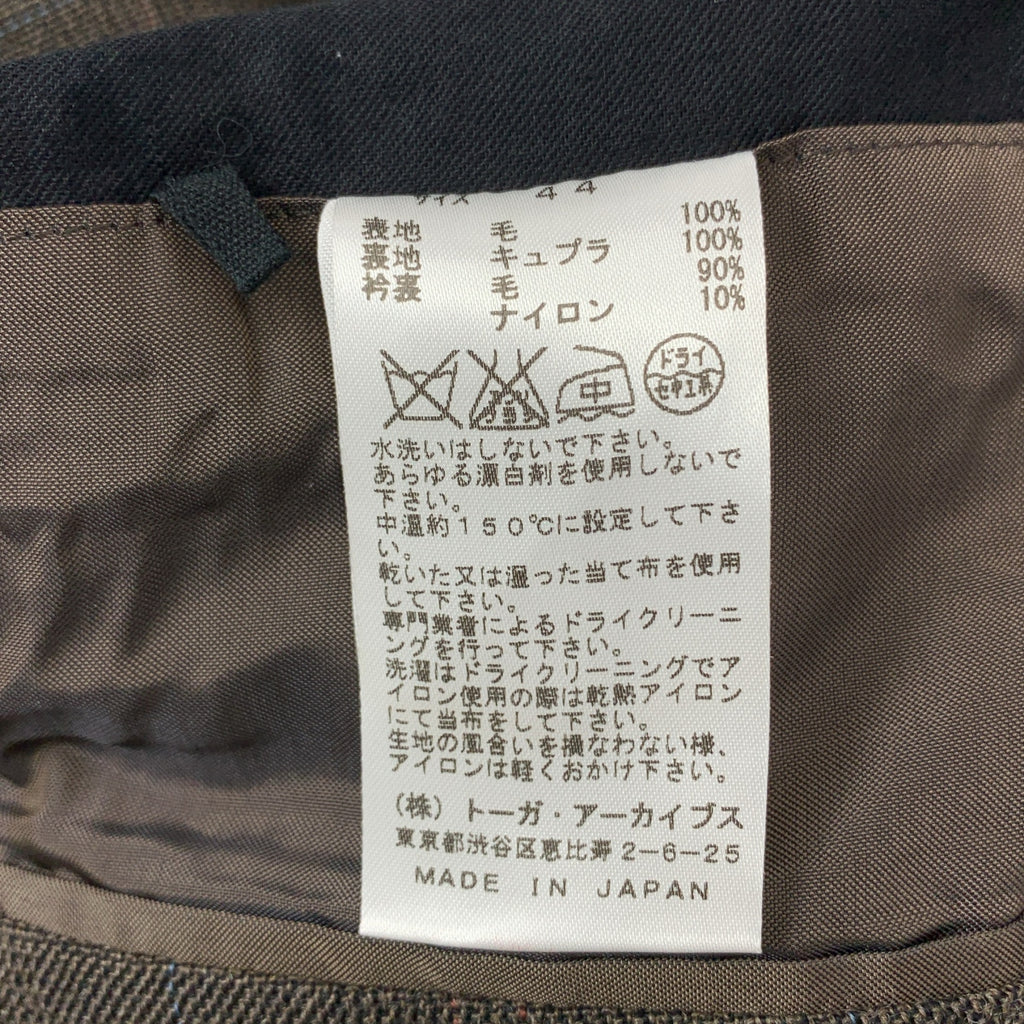 サイズ 44
表地 毛 100%
裏地 キュプラ 100%
衿裏 毛 90%
ナイロン 10%
中 ドライ
セキユ系
水洗いはしないで下さい。
あらゆる漂白剤を使用しないで
下さい。
中温約150℃に設定して下さ
い。
乾いた又は湿った当て布を使用
して下さい。
専門業者によるドライクリーニ
ングを行って下さい。
洗濯はドライクリーニングでア
イロン使用の際は乾熱アイロン
にて当布をして下さい。
生地の風合いを損なわない様、
アイロンは軽くおかけ下さい。
(株)トーガ・アーカイブス
東京都渋谷区恵比寿2-6-25
MADE IN JAPAN